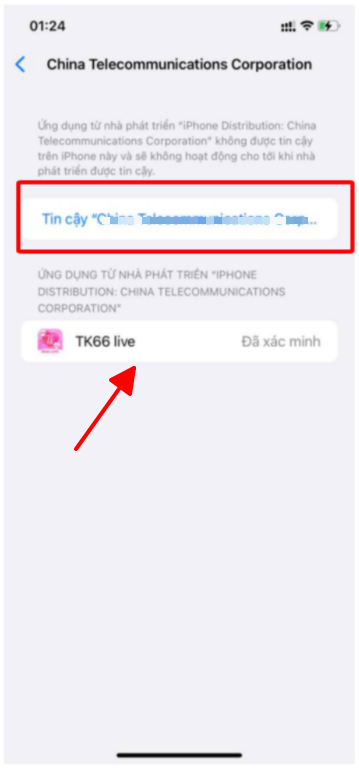 01:24
China Telecommunications Corporation
Ứng dụng từ nhà phát triển "iPhone Distribution: China
Telecommunications Corporation" không được tin cậy
trên iPhone này và sẽ không hoạt động cho tới khi nhà
phát triển được tin cậy.
Tin cậy "China Telecommunications Corp...
ỨNG DỤNG TỪ NHÀ PHÁT TRIỂN "IPHONE
DISTRIBUTION: CHINA TELECOMMUNICATIONS
CORPORATION"
TK66 live
Đã xác minh